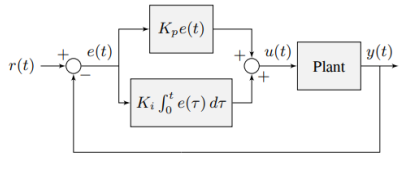 K_p e(t)
r(t) + − e(t) + + u(t) Plant y(t)
K_i ∫_0^t e(τ) dτ